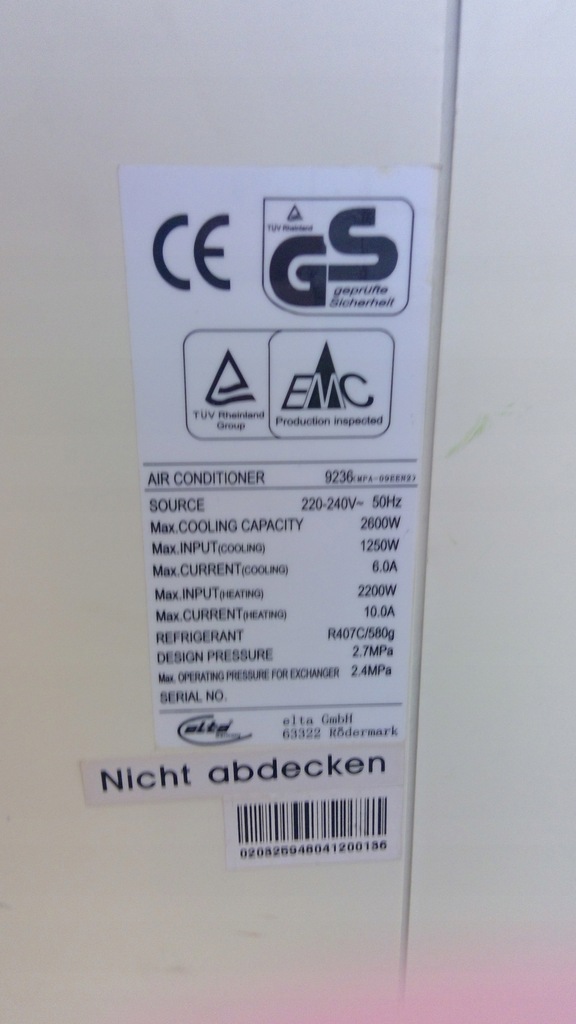 CE
TÜV Rheinland
GS
geprüfte
Sicherheit
TÜV Rheinland
Group
EMC
Production inspected
AIR CONDITIONER 9236(MPA-09EEN2)
SOURCE 220-240V~ 50Hz
Max.COOLING CAPACITY 2600W
Max.INPUT(COOLING) 1250W
Max.CURRENT(COOLING) 6.0A
Max.INPUT(HEATING) 2200W
Max.CURRENT(HEATING) 10.0A
REFRIGERANT R407C/580g
DESIGN PRESSURE 2.7MPa
Max. OPERATING PRESSURE FOR EXCHANGER 2.4MPa
SERIAL NO.
elta elta GmbH
63322 Rödermark
Nicht abdecken
020325948041200136